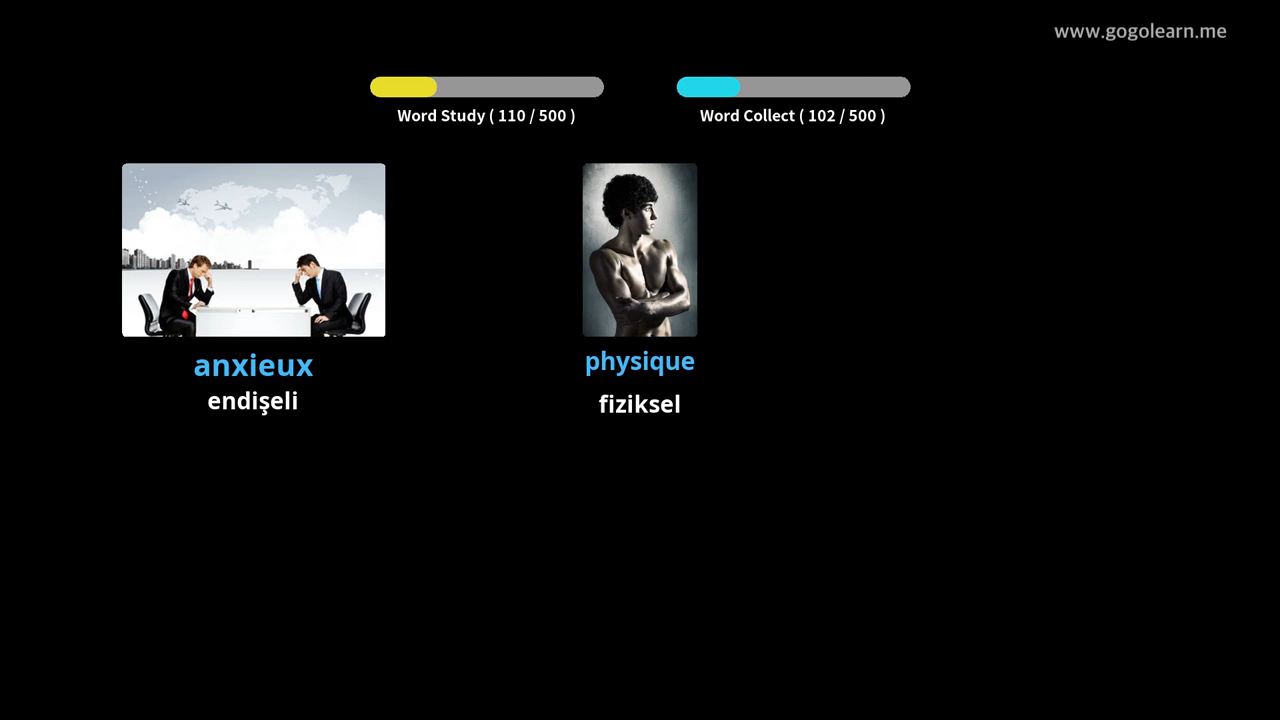 www.gogolearn.me
Word Study ( 110 / 500 )
Word Collect ( 102 / 500 )
anxieux
endişeli
physique
fiziksel